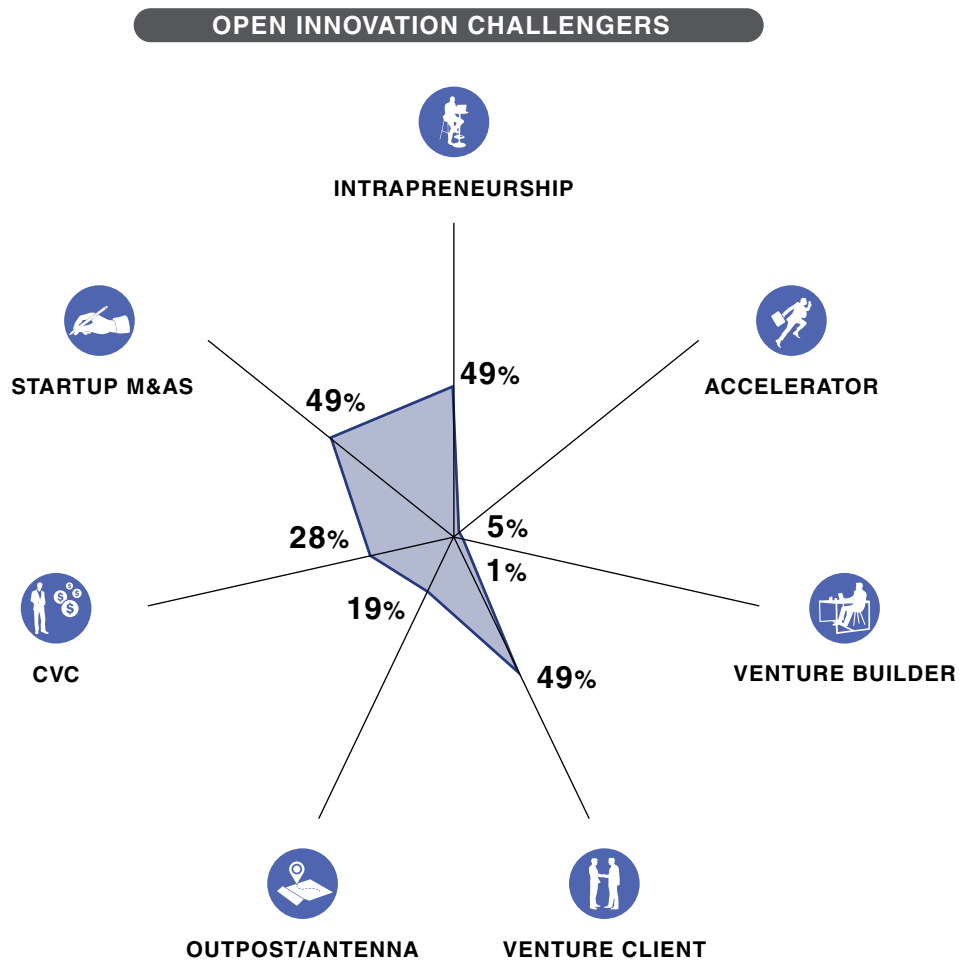 OPEN INNOVATION CHALLENGERS
INTRAPRENEURSHIP
STARTUP M&AS
ACCELERATOR
49%
49%
5%
28%
1%
19%
CVC
VENTURE BUILDER
49%
OUTPOST/ANTENNA
VENTURE CLIENT
$
$
$
$